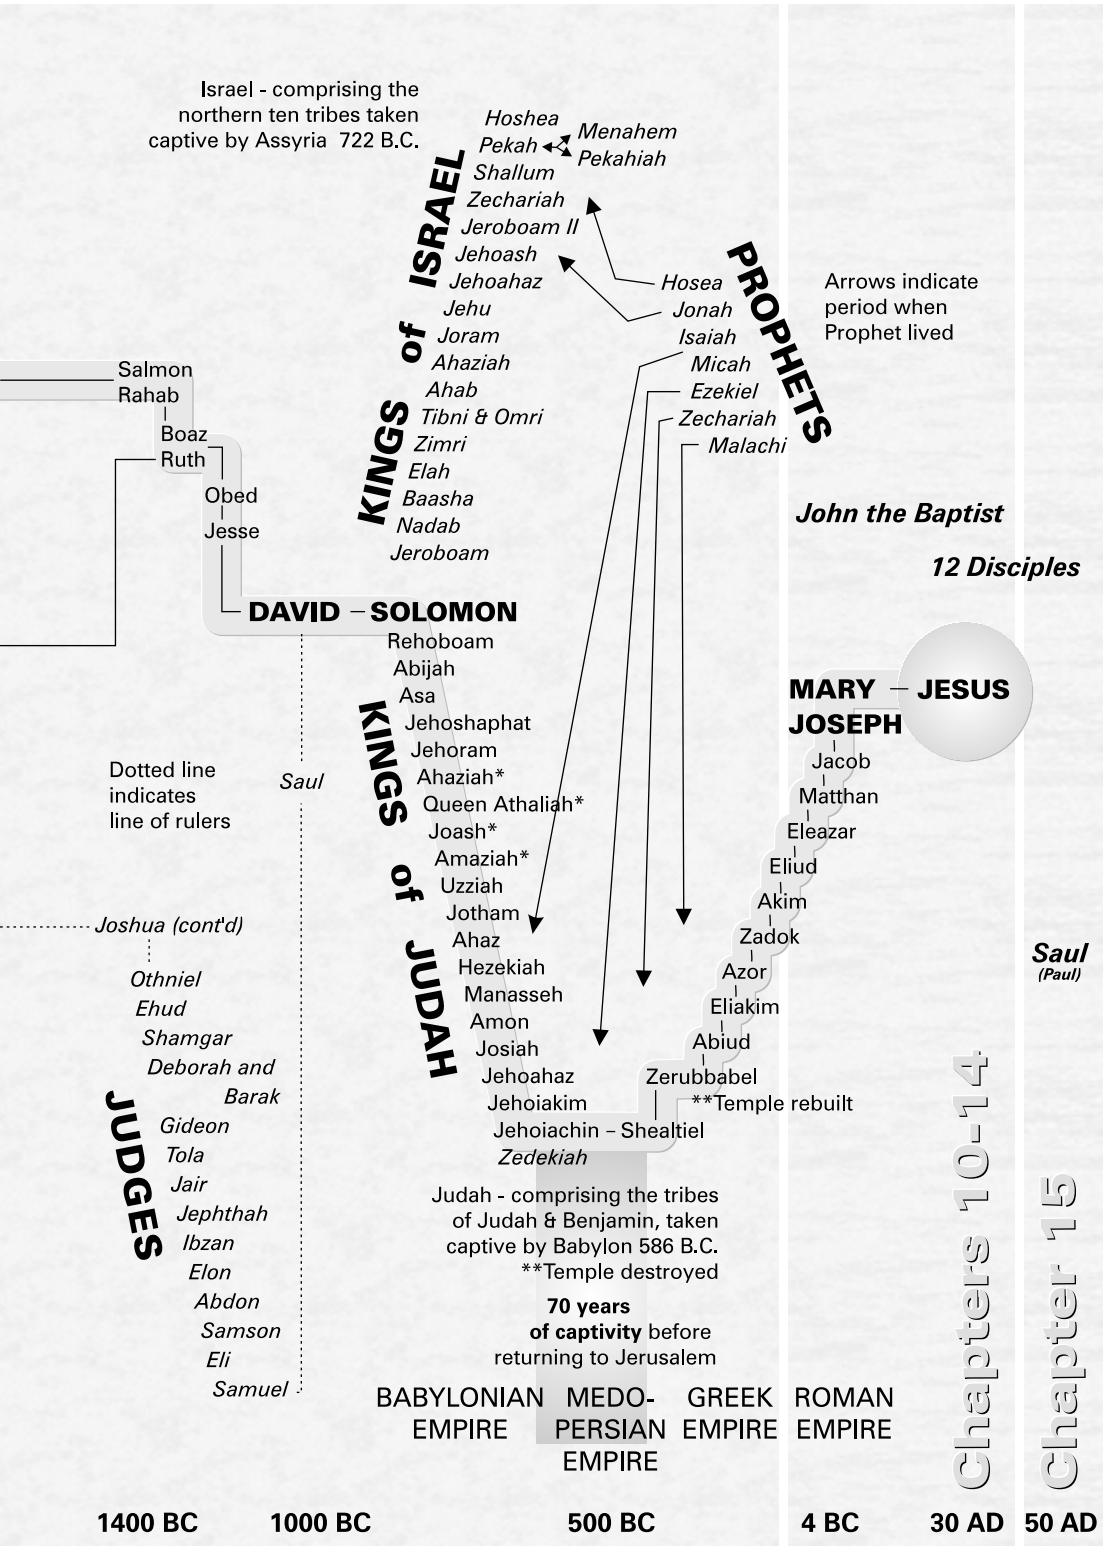 Israel - comprising the
northern ten tribes taken
captive by Assyria 722 B.C.
KINGS of ISRAEL
Hoshea
Pekah
Menahem
Pekahiah
Shallum
Zechariah
Jeroboam II
Jehoash
Jehoahaz
Jehu
Joram
Ahaziah
Ahab
Tibni & Omri
Zimri
Elah
Baasha
Nadab
Jeroboam
PROPHETS
Hosea
Jonah
Isaiah
Micah
Ezekiel
Zechariah
Malachi
Arrows indicate
period when
Prophet lived
Salmon
Rahab
Boaz
Ruth
Obed
Jesse
DAVID – SOLOMON
John the Baptist
12 Disciples
KINGS of JUDAH
Rehoboam
Abijah
Asa
Jehoshaphat
Jehoram
Ahaziah*
Queen Athaliah*
Joash*
Amaziah*
Uzziah
Jotham
Ahaz
Hezekiah
Manasseh
Amon
Josiah
Jehoahaz
Jehoiakim
Jehoiachin – Shealtiel
Zedekiah
MARY – JESUS
JOSEPH
Jacob
Matthan
Eleazar
Eliud
Akim
Zadok
Azor
Eliakim
Abiud
Zerubbabel
**Temple rebuilt
Dotted line
indicates
line of rulers
Saul
Joshua (cont'd)
JUDGES
Othniel
Ehud
Shamgar
Deborah and
Barak
Gideon
Tola
Jair
Jephthah
Ibzan
Elon
Abdon
Samson
Eli
Samuel
Saul
(Paul)
Judah - comprising the tribes
of Judah & Benjamin, taken
captive by Babylon 586 B.C.
**Temple destroyed
70 years
of captivity before
returning to Jerusalem
BABYLONIAN
EMPIRE
MEDO-
PERSIAN
EMPIRE
GREEK
EMPIRE
ROMAN
EMPIRE
Chapters 10-14
Chapter 15
1400 BC
1000 BC
500 BC
4 BC
30 AD
50 AD